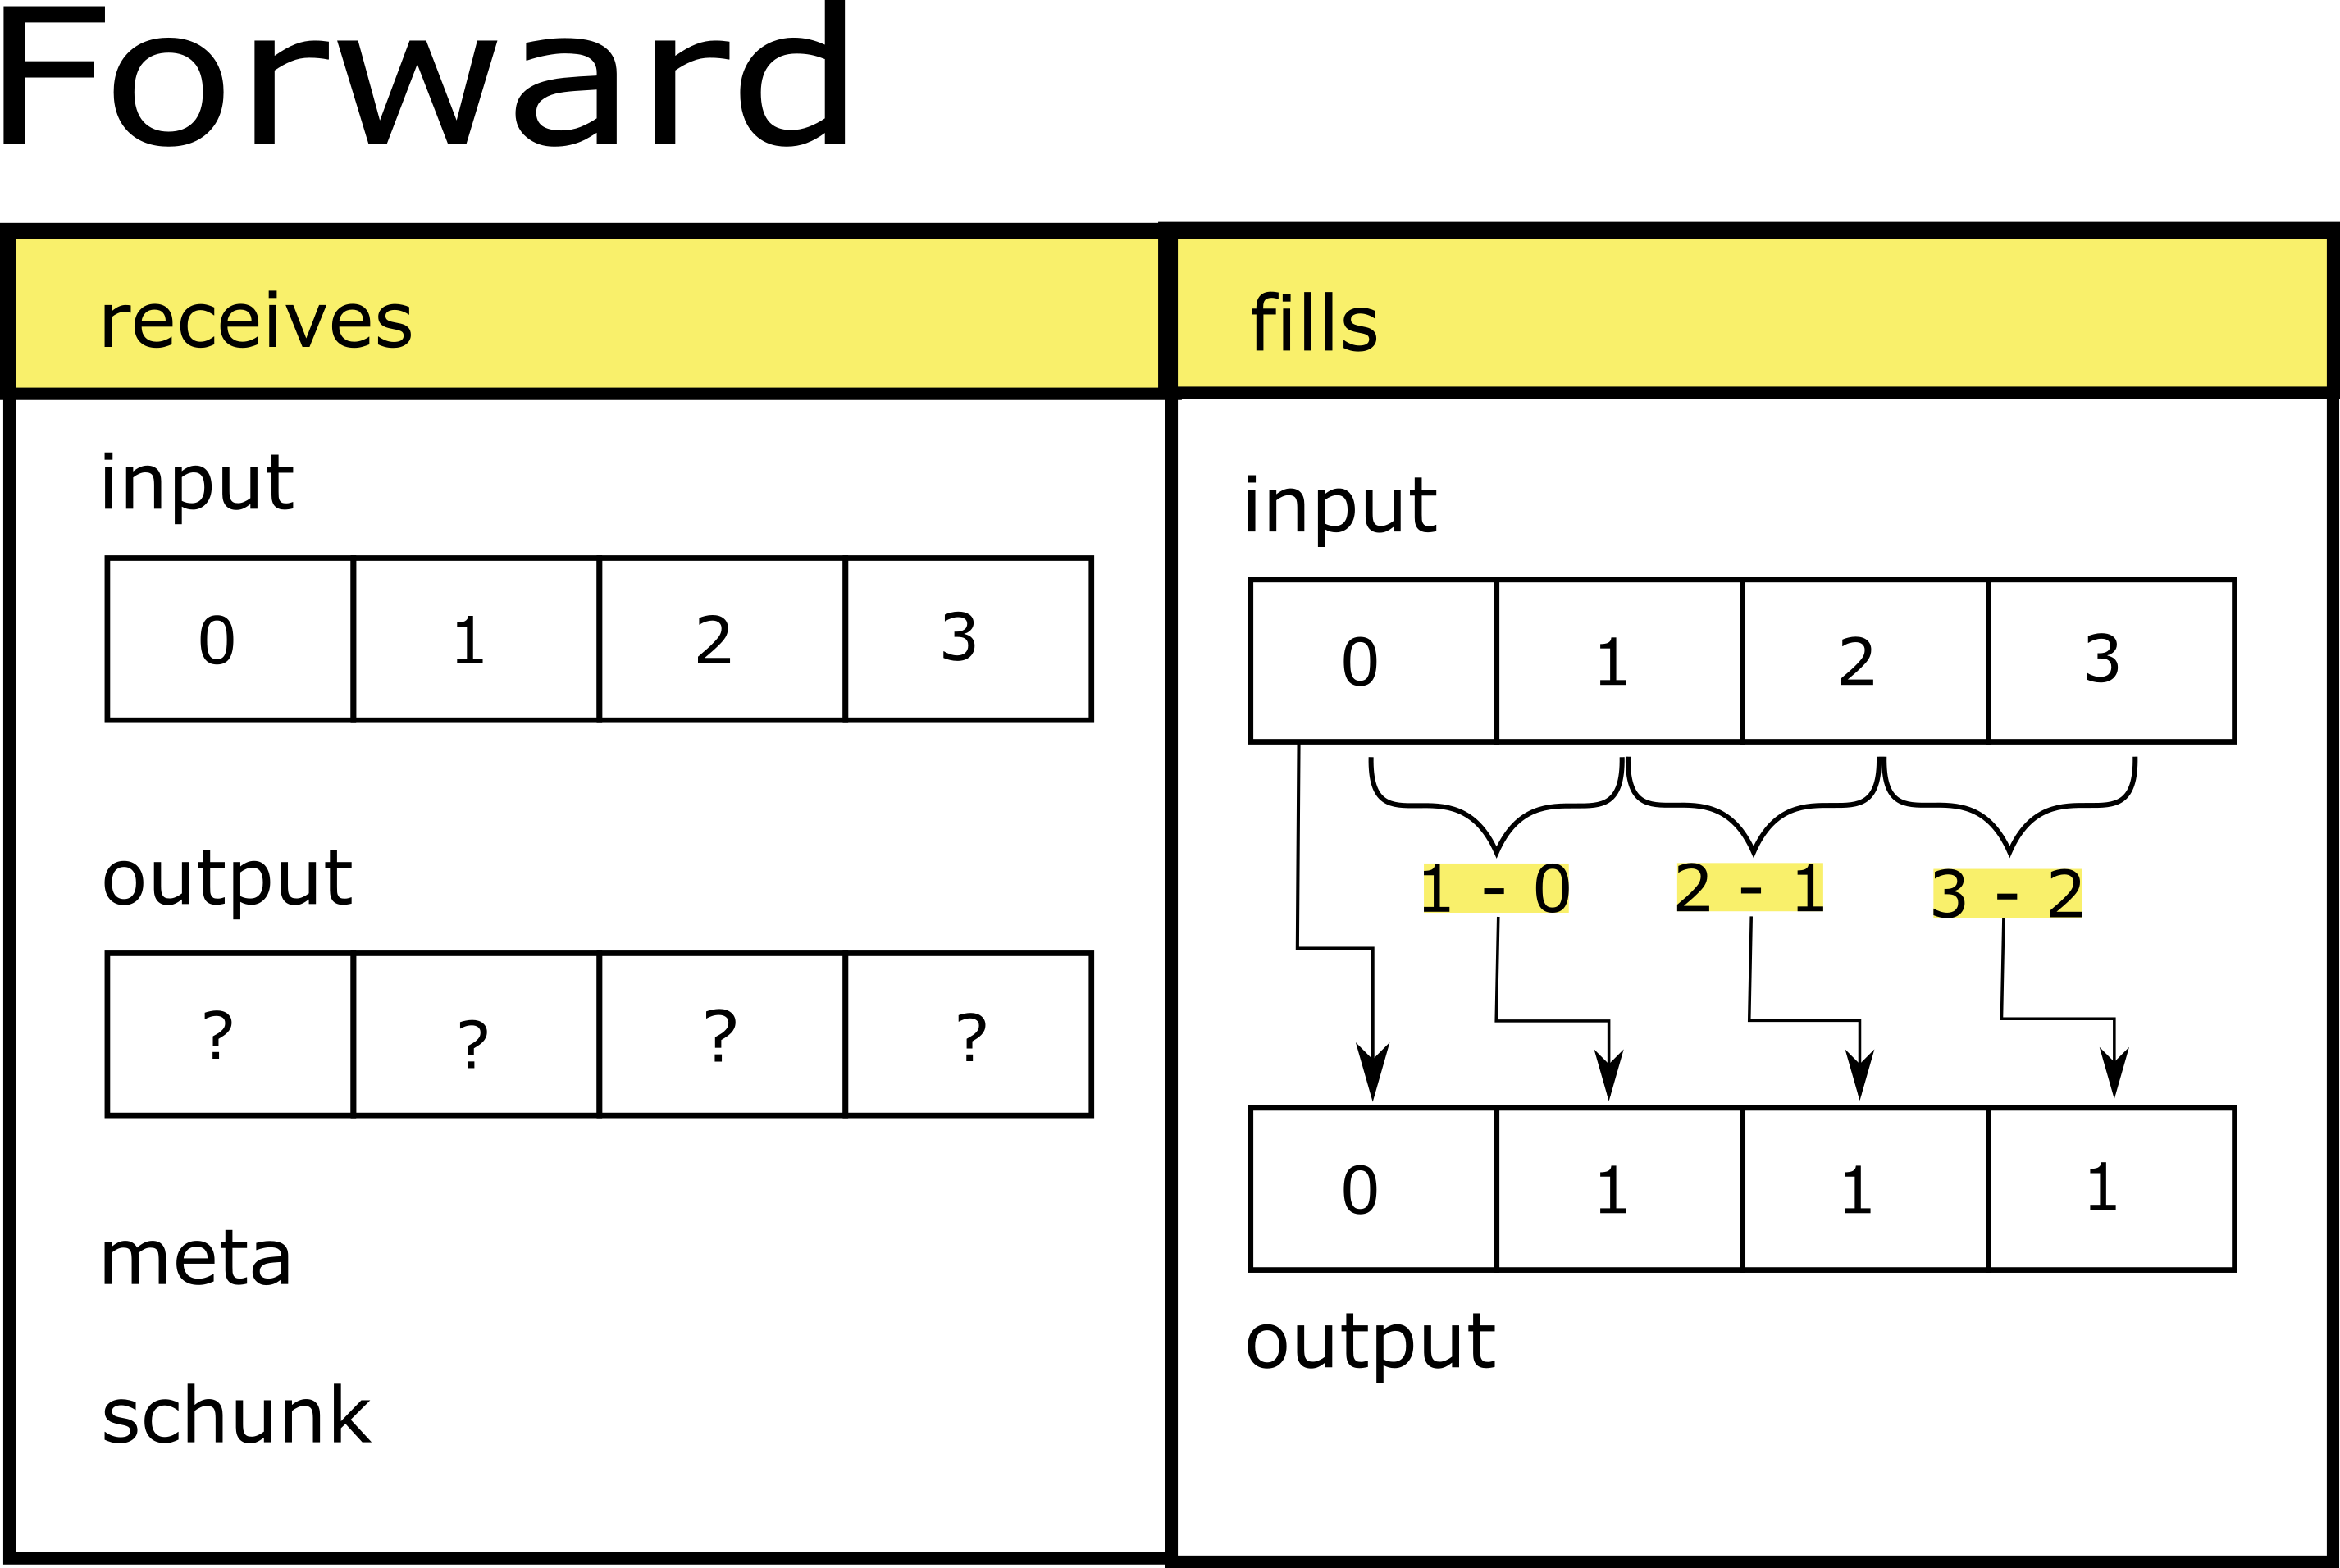 Forward
receives
input
0 1 2 3
output
? ? ? ?
meta
schunk
fills
input
0 1 2 3
1 - 0 2 - 1 3 - 2
0 1 1 1
output